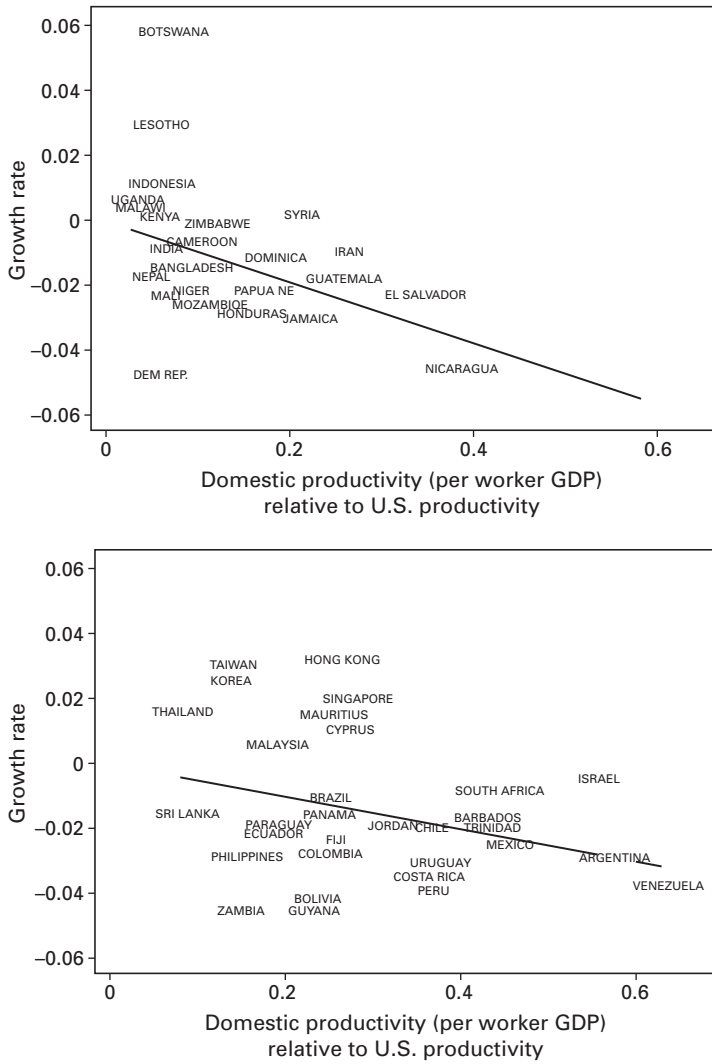 0.06
BOTSWANA
0.04
LESOTHO
0.02
INDONESIA
UGANDA
MALAWI
SYRIA
KENYA
0
ZIMBABWE
CAMEROON
INDIA
IRAN
DOMINICA
BANGLADESH
NEPAL
GUATEMALA
−0.02
NIGER
PAPUA NE
MALI
EL SALVADOR
MOZAMBIQE
HONDURAS
JAMAICA
−0.04
NICARAGUA
DEM REP.
−0.06
Growth rate
0 0.2 0.4 0.6
Domestic productivity (per worker GDP)
relative to U.S. productivity
0.06
0.04
HONG KONG
TAIWAN
KOREA
0.02
SINGAPORE
THAILAND
MAURITIUS
CYPRUS
MALAYSIA
0
ISRAEL
SOUTH AFRICA
BRAZIL
SRI LANKA
PANAMA
BARBADOS
PARAGUAY
JORDAN
CHILE
TRINIDAD
−0.02
ECUADOR
FIJI
MEXICO
COLOMBIA
PHILIPPINES
ARGENTINA
URUGUAY
COSTA RICA
VENEZUELA
PERU
−0.04
BOLIVIA
ZAMBIA
GUYANA
−0.06
Growth rate
0 0.2 0.4 0.6
Domestic productivity (per worker GDP)
relative to U.S. productivity